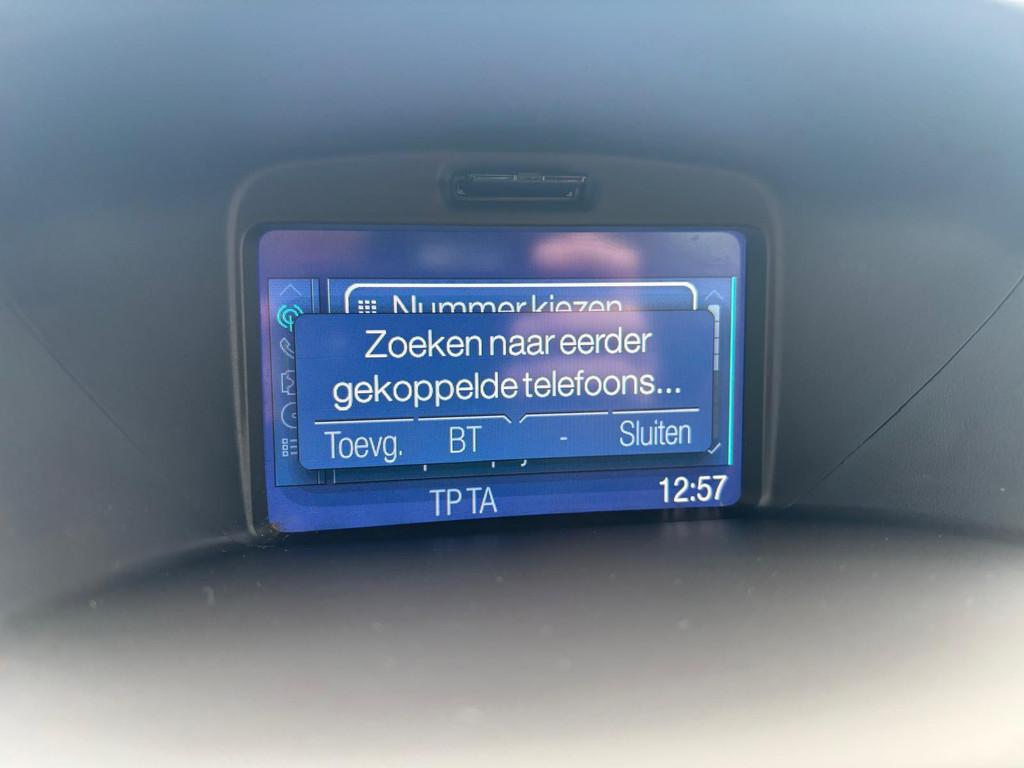 Nummer kiezen
Zoeken naar eerder
gekoppelde telefoons...
Toevg. BT - Sluiten
TP TA 12:57